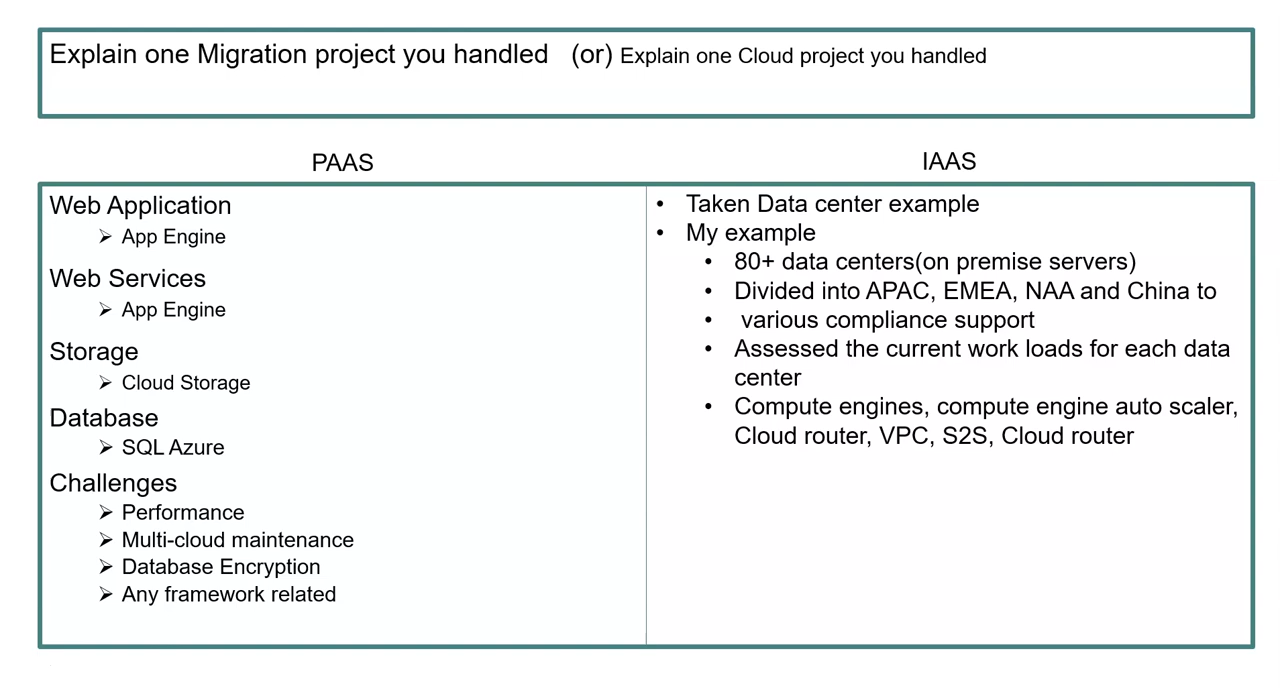 Explain one Migration project you handled (or) Explain one Cloud project you handled
PAAS
Web Application
➢ App Engine
Web Services
➢ App Engine
Storage
➢ Cloud Storage
Database
➢ SQL Azure
Challenges
➢ Performance
➢ Multi-cloud maintenance
➢ Database Encryption
➢ Any framework related
IAAS
• Taken Data center example
• My example
• 80+ data centers(on premise servers)
• Divided into APAC, EMEA, NAA and China to
• various compliance support
• Assessed the current work loads for each data
center
• Compute engines, compute engine auto scaler,
Cloud router, VPC, S2S, Cloud router